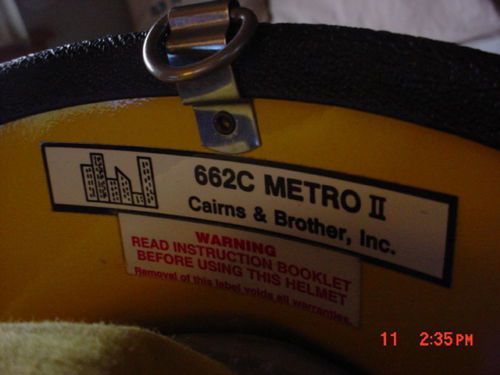 662C METRO II
Cairns & Brother, Inc.
WARNING
READ INSTRUCTION BOOKLET
BEFORE USING THIS HELMET
Removal of this label voids all warranties.
11 2:35PM